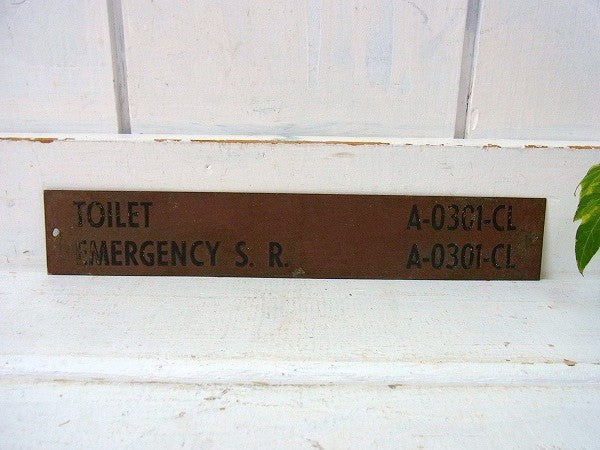 TOILET A-0301-CL
EMERGENCY S. R. A-0301-CL